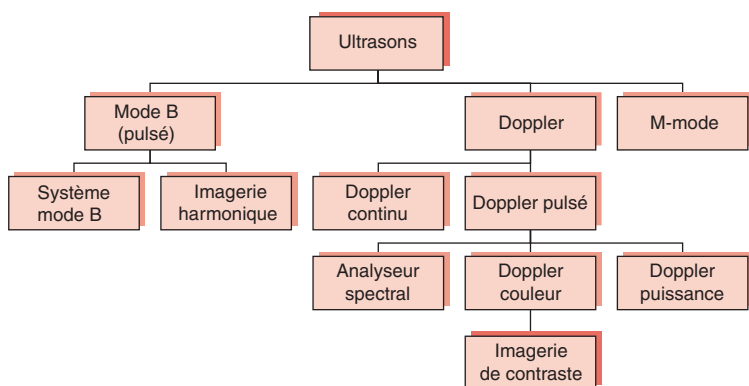 Ultrasons
Mode B
(pulsé)
Doppler
M-mode
Système
mode B
Imagerie
harmonique
Doppler
continu
Doppler pulsé
Analyseur
spectral
Doppler
couleur
Doppler
puissance
Imagerie
de contraste